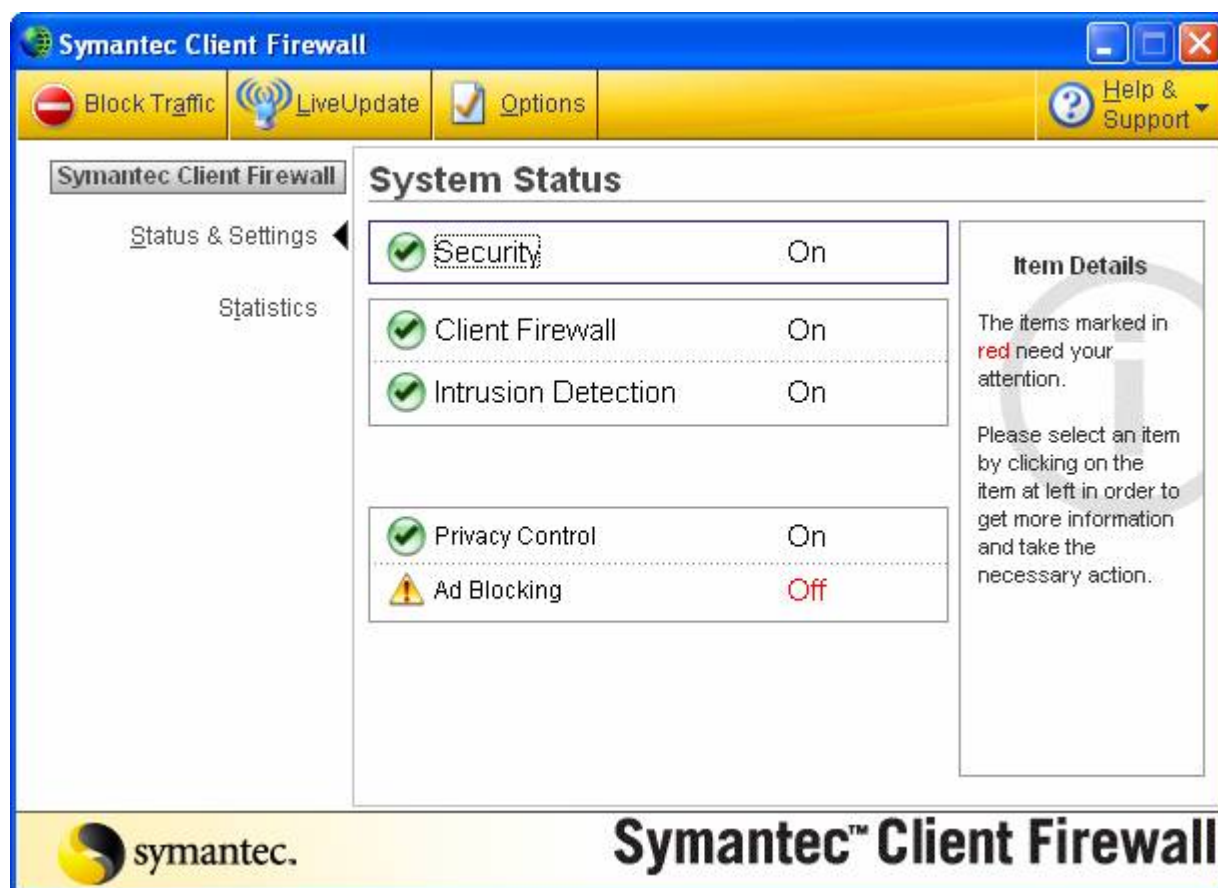 Symantec Client Firewall
Block Traffic
LiveUpdate
Options
Help &
Support
Symantec Client Firewall
Status & Settings
Statistics
System Status
Security On
Client Firewall On
Intrusion Detection On
Privacy Control On
Ad Blocking Off
Item Details
The items marked in
red need your
attention.
Please select an item
by clicking on the
item at left in order to
get more information
and take the
necessary action.
symantec.
Symantec™ Client Firewall